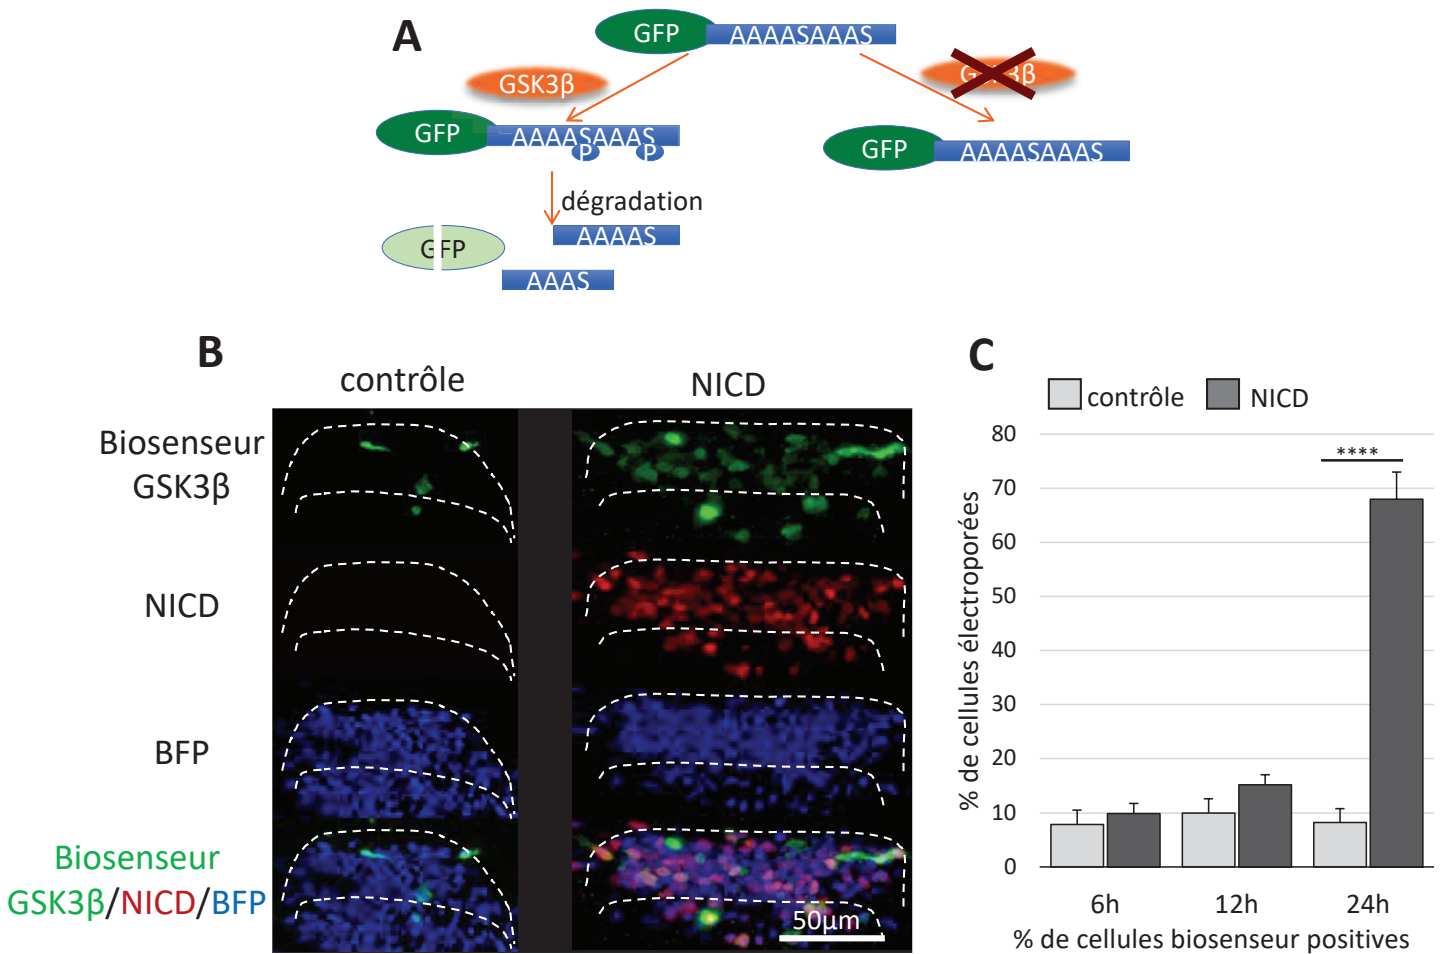 A
GFP
AAAASAAAS
GSK3β
GSK3β
GFP
AAAASAAAS
P
P
GFP
AAAASAAAS
dégradation
GFP
AAAAS
AAAS
B
contrôle
NICD
Biosenseur
GSK3β
NICD
BFP
Biosenseur
GSK3β/NICD/BFP
50µm
C
contrôle
NICD
80
70
60
50
40
30
20
10
0
****
% de cellules électroporées
6h
12h
24h
% de cellules biosenseur positives